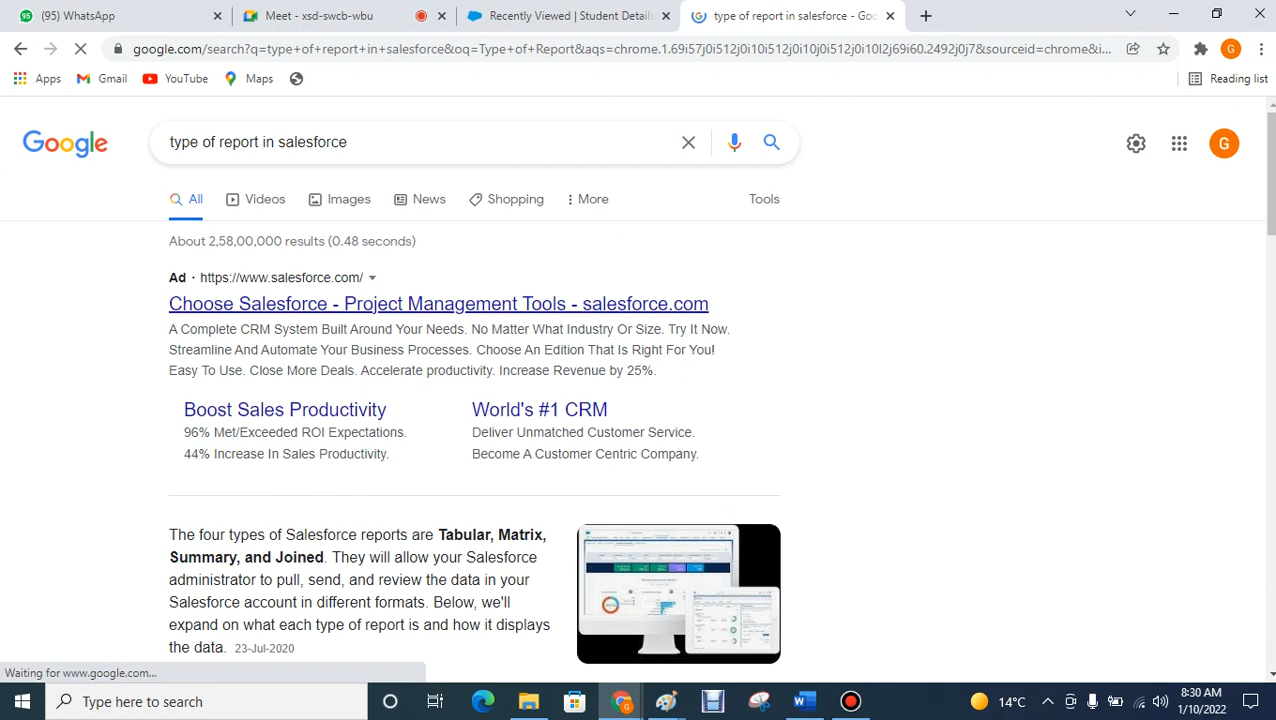 (95) WhatsApp
Meet - xsd-swcb-wbu
Recently Viewed | Student Details
type of report in salesforce - Goo
google.com/search?q=type+of+report+in+salesforce&oq=Type+of+Report&aqs=chrome.1.69i57j0i512j0i10i512j0i10j0i512j0i10l2j69i60.2492j0j7&sourceid=chrome&i...
Apps
Gmail
YouTube
Maps
Reading list
Google
type of report in salesforce
G
All
Videos
Images
News
Shopping
More
Tools
About 2,58,00,000 results (0.48 seconds)
Ad · https://www.salesforce.com/
Choose Salesforce - Project Management Tools - salesforce.com
A Complete CRM System Built Around Your Needs. No Matter What Industry Or Size. Try It Now.
Streamline And Automate Your Business Processes. Choose An Edition That Is Right For You!
Easy To Use. Close More Deals. Accelerate productivity. Increase Revenue by 25%.
Boost Sales Productivity
96% Met/Exceeded ROI Expectations.
44% Increase In Sales Productivity.
World's #1 CRM
Deliver Unmatched Customer Service.
Become A Customer Centric Company.
The four types of Salesforce reports are Tabular, Matrix,
Summary, and Joined. They will allow your Salesforce
administrator to pull, send, and review the data in your
Salesforce account in different formats. Below, we'll
expand on what each type of report is and how it displays
the data. 23-Jul-2020
Waiting for www.google.com...
Type here to search
14°C
8:30 AM
1/10/2022